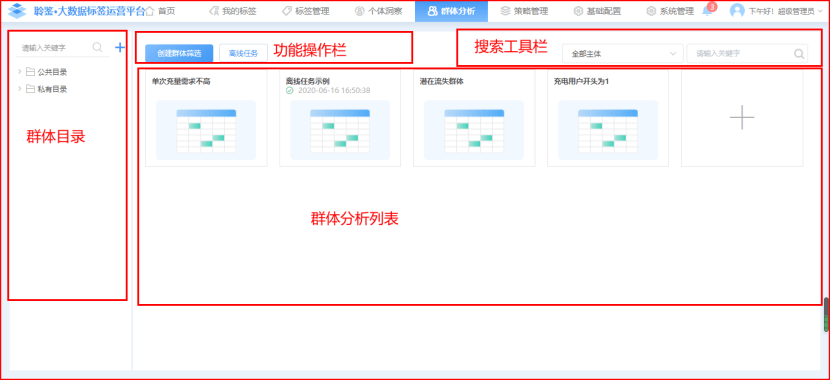 聆鉴•大数据标签运营平台 首页 我的标签 标签管理 个体洞察 群体分析 策略管理 基础配置 系统管理 3 下午好！超级管理员
请输入关键字
公共目录
私有目录
群体目录
创建群体筛选 离线任务 功能操作栏
搜索工具栏
全部主体 请输入关键字
单次充量需求不高
离线任务示例
2020-06-16 16:50:38
潜在流失群体
充电用户开头为1
群体分析列表